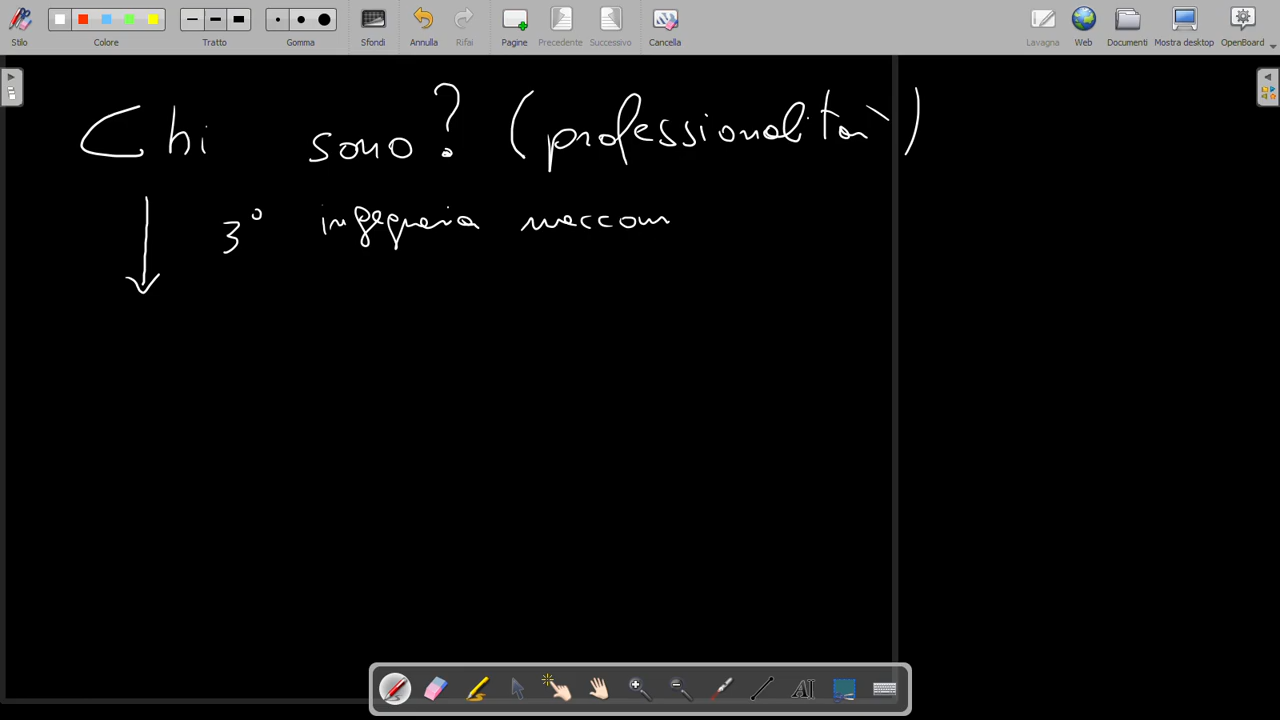 Stilo Colore Tratto Gomma Sfondi Annulla Rifai Pagine Precedente Successivo Cancella Lavagna Web Documenti Mostra desktop OpenBoard
Chi sono? (professionalità)
3° ingegneria meccan